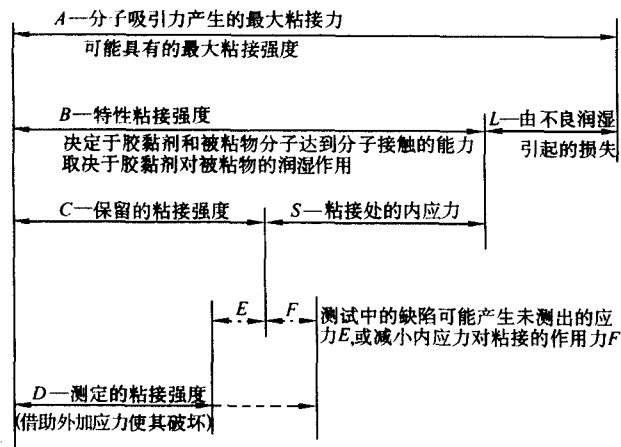 A—分子吸引力产生的最大粘接力
可能具有的最大粘接强度
B—特性粘接强度
L—由不良润湿
引起的损失
决定于胶黏剂和被粘物分子达到分子接触的能力
取决于胶黏剂对被粘物的润湿作用
C—保留的粘接强度
S—粘接处的内应力
E
F
测试中的缺陷可能产生未测出的应
力E,或减小内应力对粘接的作用力F
D—测定的粘接强度
(借助外加应力使其破坏)